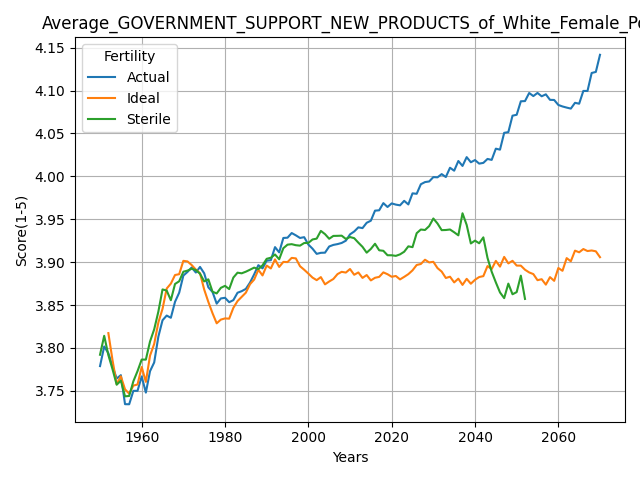 Average_GOVERNMENT_SUPPORT_NEW_PRODUCTS_of_White_Female_
Fertility
Actual
Ideal
Sterile
Score(1-5)
4.15
4.10
4.05
4.00
3.95
3.90
3.85
3.80
3.75
1960 1980 2000 2020 2040 2060
Years